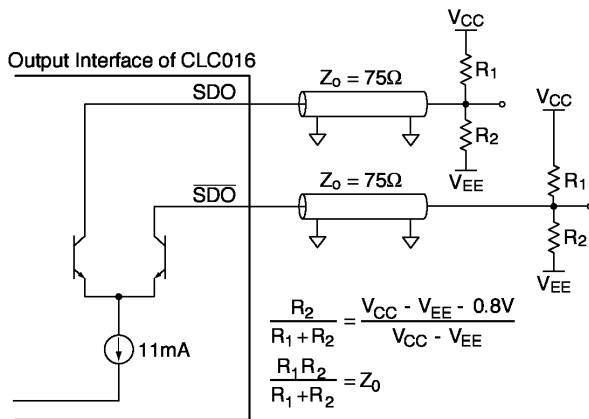 Output Interface of CLC016
SDO
Z₀ = 75Ω
V_CC
R₁
R₂
V_EE
SDO̅
Z₀ = 75Ω
V_CC
R₁
R₂
V_EE
11mA
R₂ / (R₁+R₂) = (V_CC - V_EE - 0.8V) / (V_CC - V_EE)
R₁R₂ / (R₁+R₂) = Z₀